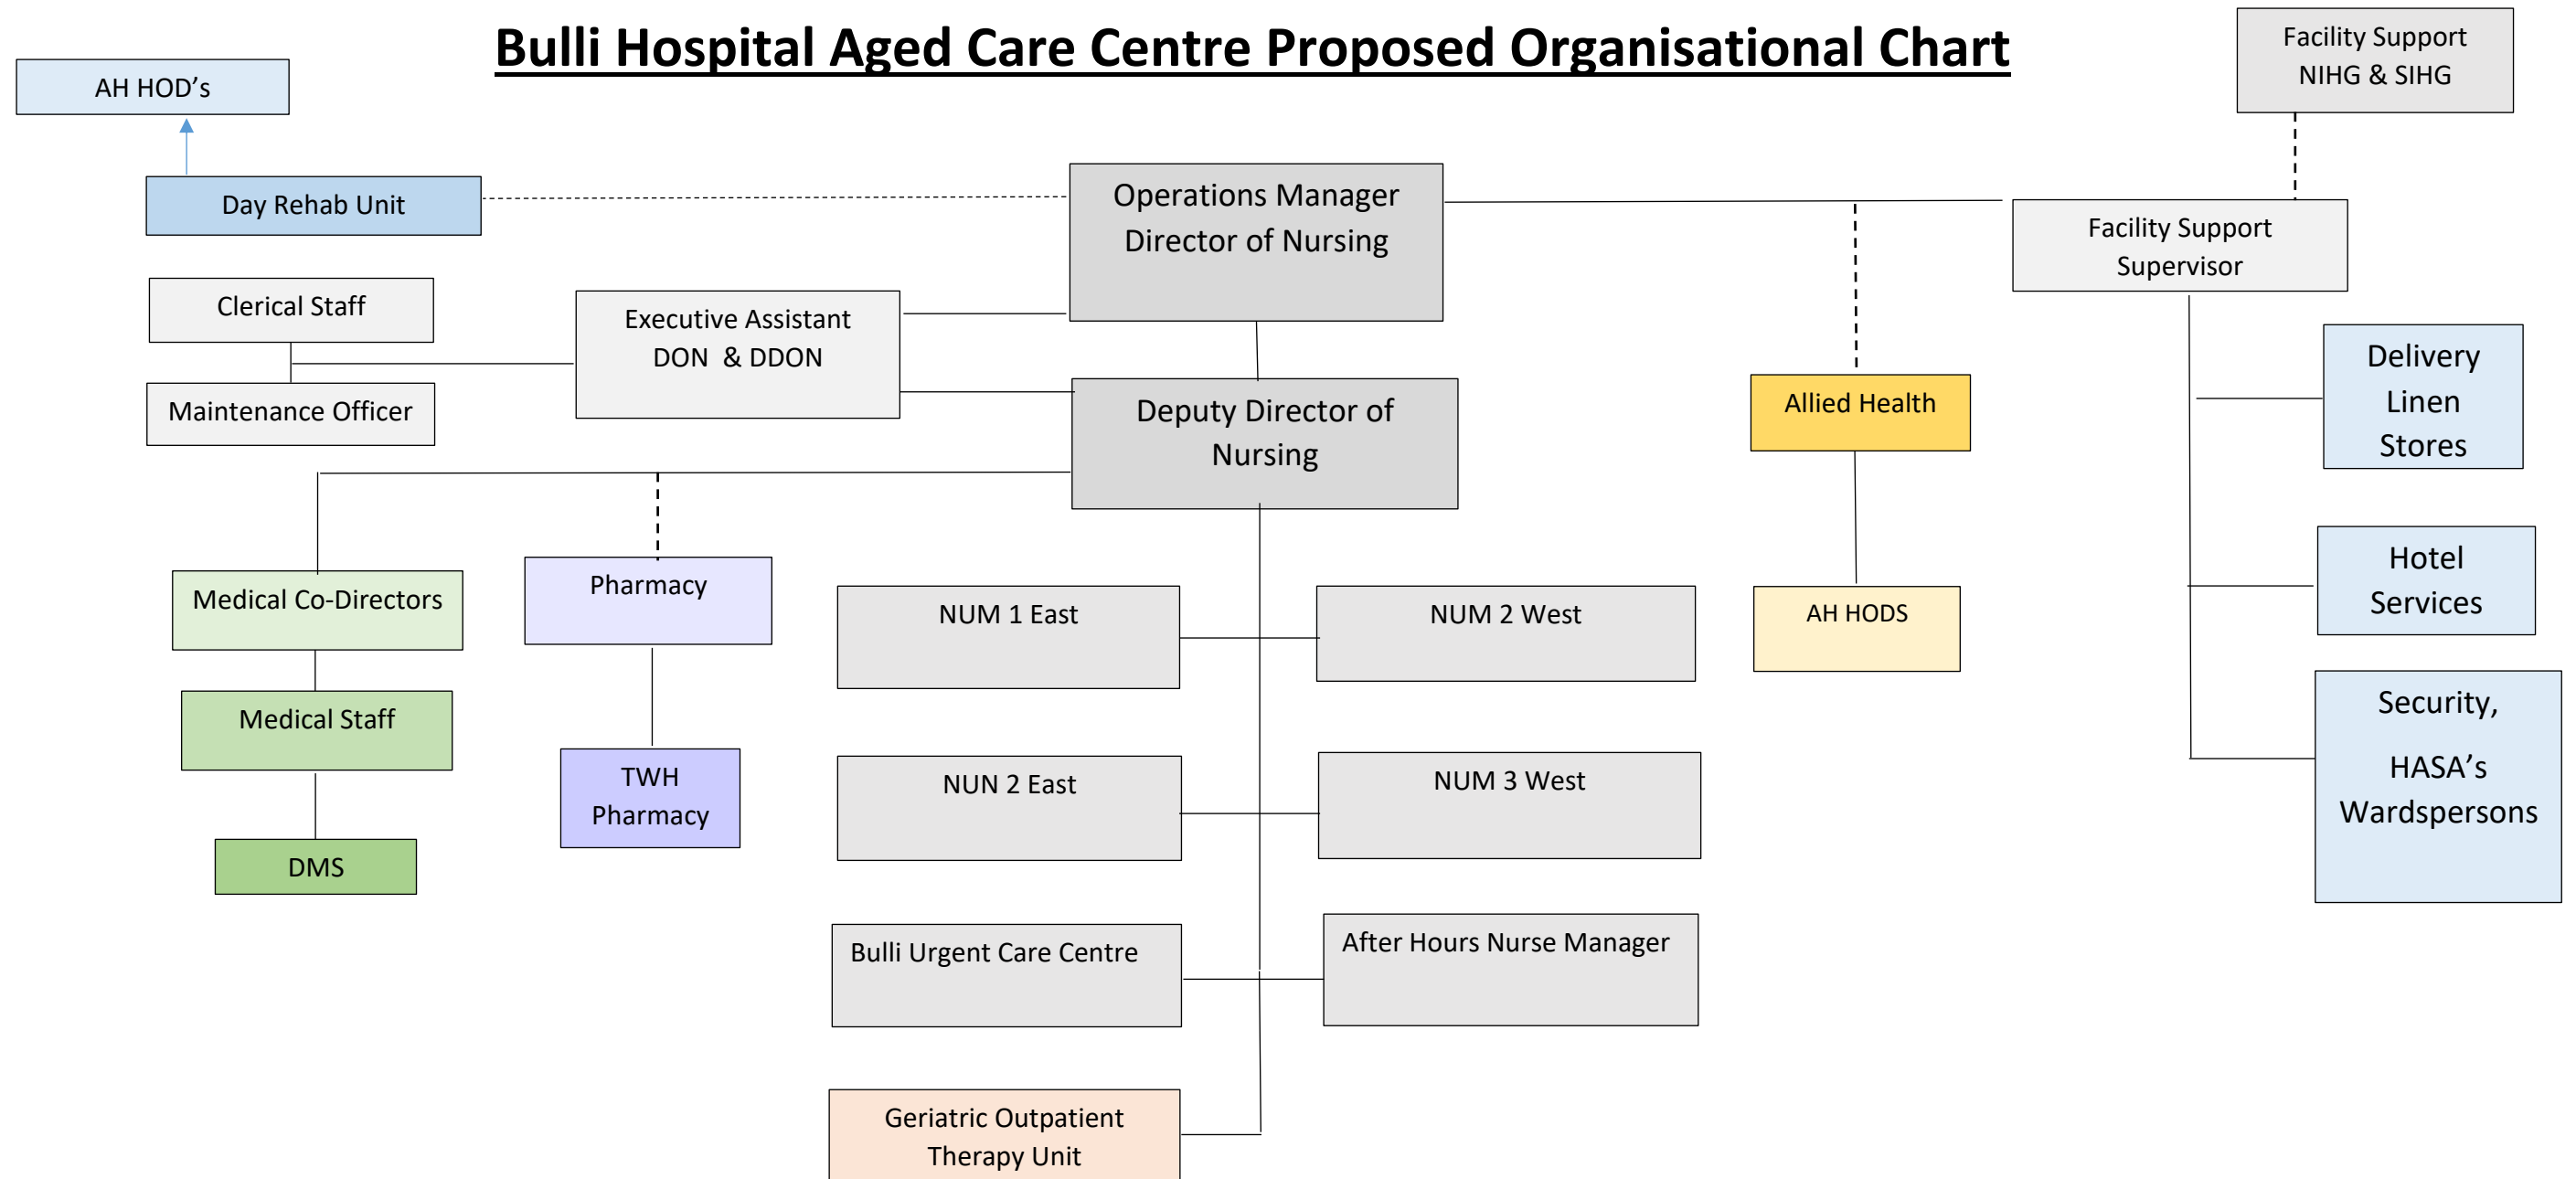 Bulli Hospital Aged Care Centre Proposed Organisational Chart
Facility Support
NIHG & SIHG
AH HOD’s
Day Rehab Unit
Operations Manager
Director of Nursing
Facility Support
Supervisor
Clerical Staff
Executive Assistant
DON & DDON
Maintenance Officer
Deputy Director of
Nursing
Allied Health
Delivery
Linen
Stores
Medical Co-Directors
Pharmacy
NUM 1 East
NUM 2 West
AH HODS
Hotel
Services
Medical Staff
TWH
Pharmacy
NUN 2 East
NUM 3 West
Security,
HASA’s
Wardspersons
DMS
Bulli Urgent Care Centre
After Hours Nurse Manager
Geriatric Outpatient
Therapy Unit